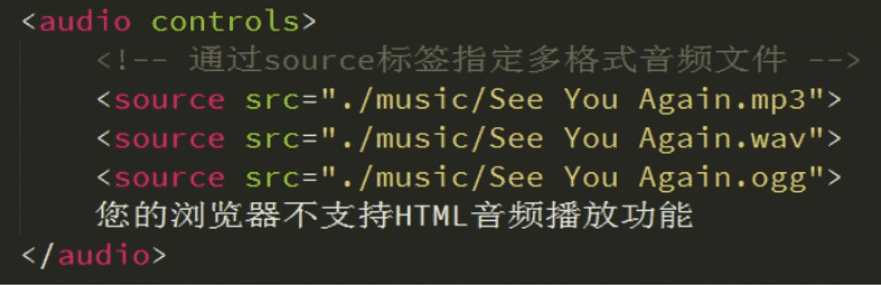 <audio controls>
<!-- 通过source标签指定多格式音频文件 -->
<source src="./music/See You Again.mp3">
<source src="./music/See You Again.wav">
<source src="./music/See You Again.ogg">
您的浏览器不支持HTML音频播放功能
</audio>